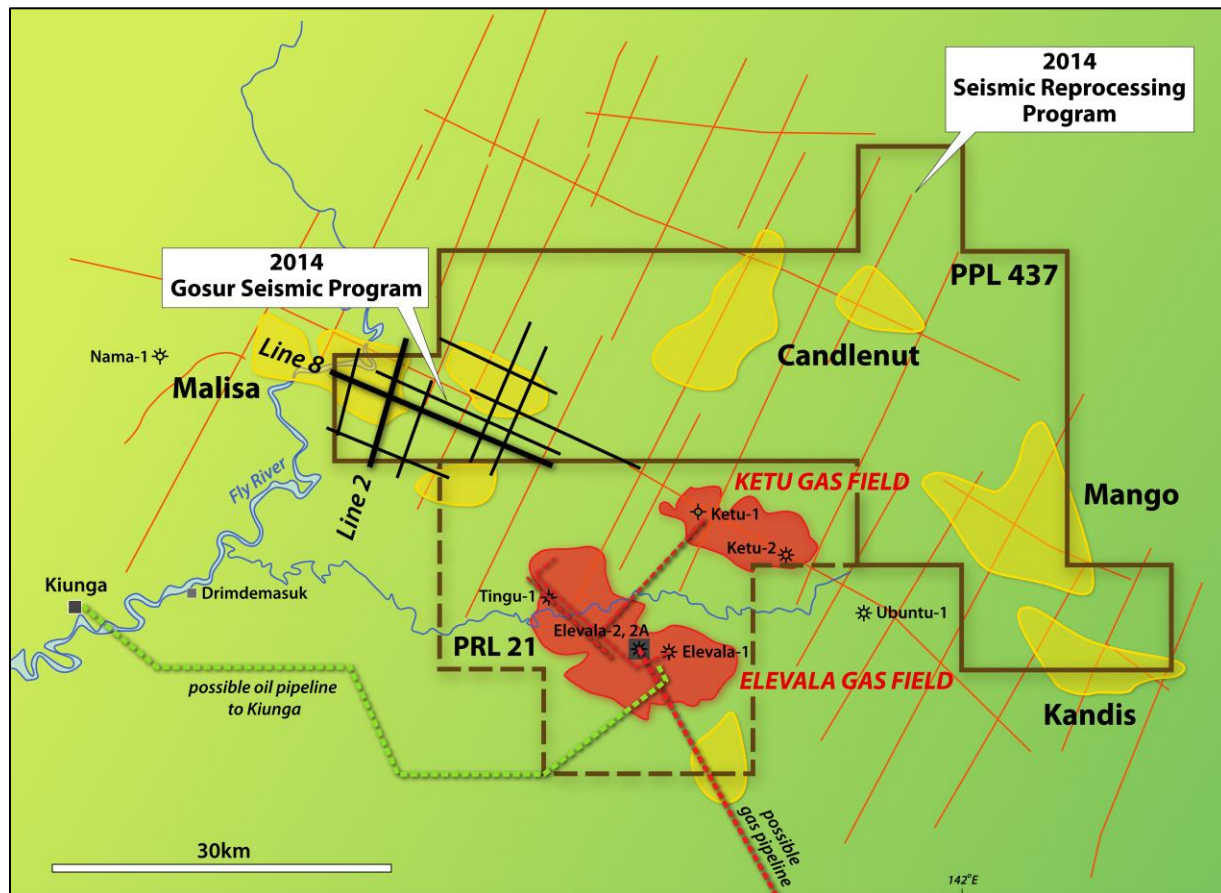 2014
Seismic Reprocessing
Program
2014
Gosur Seismic Program
PPL 437
Candlenut
Nama-1
Malisa
Line 8
Line 2
Fly River
KETU GAS FIELD
Ketu-1
Ketu-2
Mango
Kiunga
Drimdemasuk
Tingu-1
Ubuntu-1
Elevala-2, 2A
Elevala-1
PRL 21
ELEVALA GAS FIELD
Kandis
possible oil pipeline
to Kiunga
possible
gas pipeline
30km
142°E